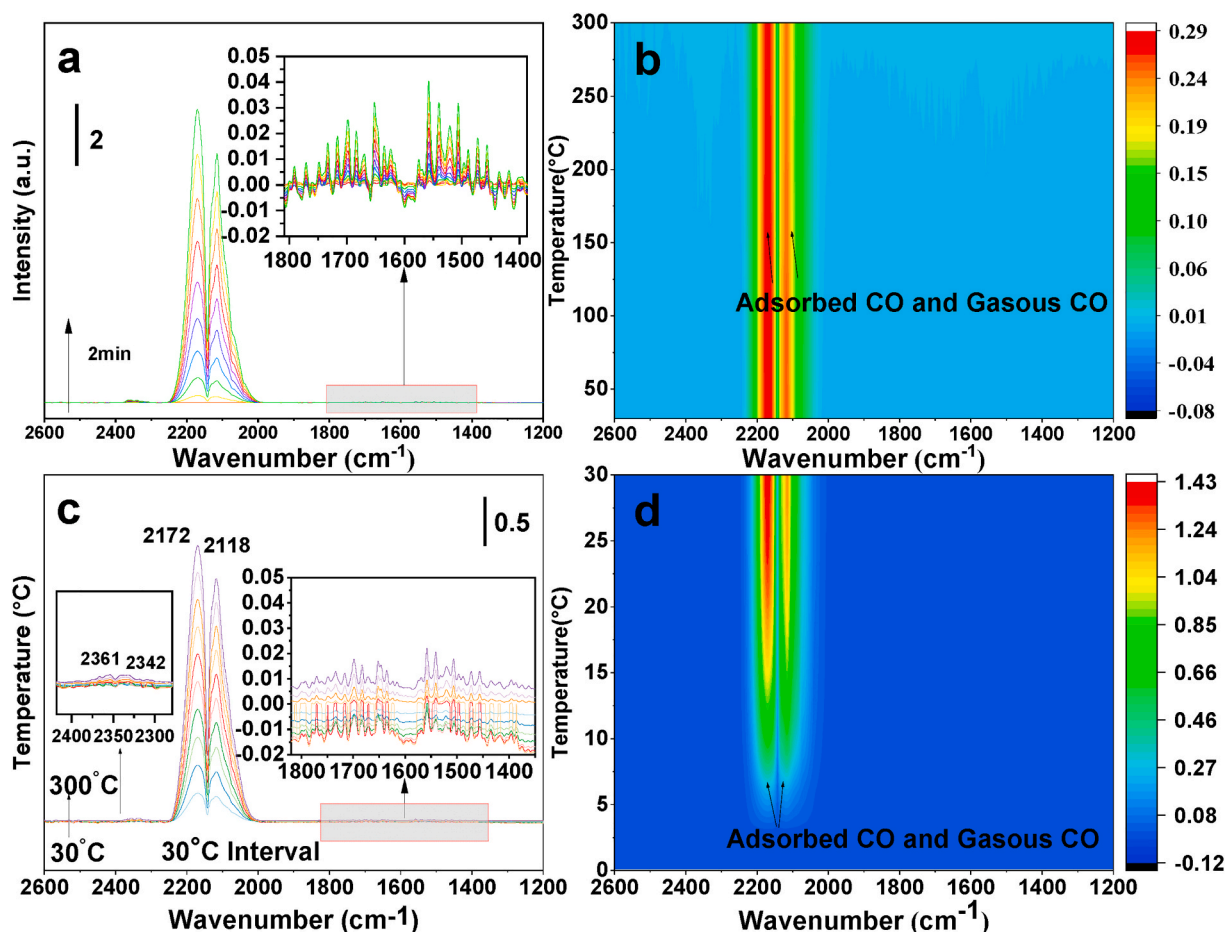 a
Intensity (a.u.)
2
2min
0.05
0.04
0.03
0.02
0.01
0.00
-0.01
-0.02
1800 1700 1600 1500 1400
2600 2400 2200 2000 1800 1600 1400 1200
Wavenumber (cm-1)
b
Temperature(°C)
300
250
200
150
100
50
Adsorbed CO and Gasous CO
2600 2400 2200 2000 1800 1600 1400 1200
Wavenumber (cm-1)
0.29
0.24
0.19
0.15
0.10
0.06
0.01
-0.04
-0.08
c
Temperature (°C)
0.5
2172
2118
2361 2342
2400 2350 2300
0.05
0.04
0.03
0.02
0.01
0.00
-0.01
-0.02
1800 1700 1600 1500 1400
300°C
30°C
30°C Interval
2600 2400 2200 2000 1800 1600 1400 1200
Wavenumber (cm-1)
d
Temperature(°C)
30
25
20
15
10
5
0
Adsorbed CO and Gasous CO
2600 2400 2200 2000 1800 1600 1400 1200
Wavenumber (cm-1)
1.43
1.24
1.04
0.85
0.66
0.46
0.27
0.08
-0.12